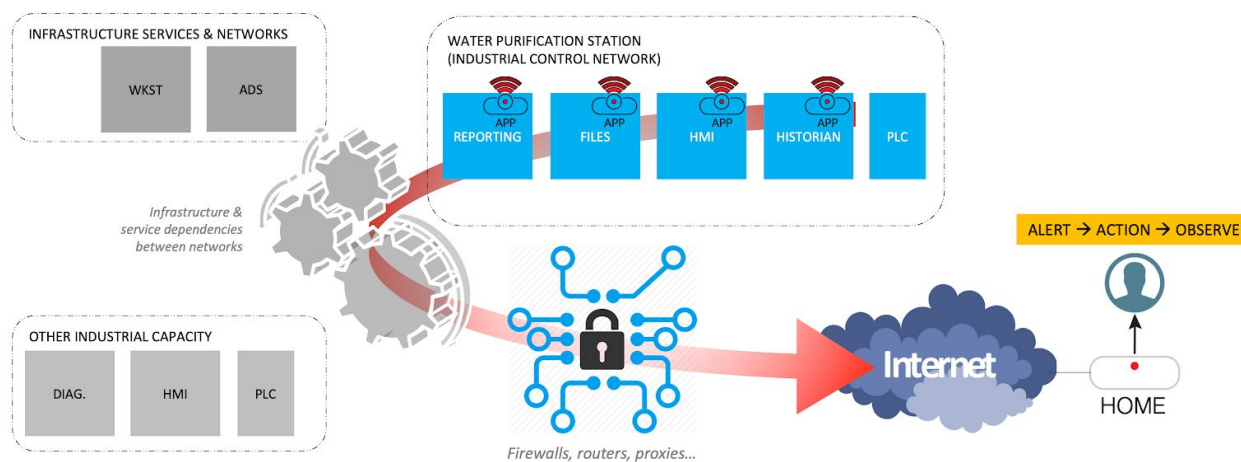 INFRASTRUCTURE SERVICES & NETWORKS
WKST
ADS
WATER PURIFICATION STATION
(INDUSTRIAL CONTROL NETWORK)
APP
APP
APP
APP
REPORTING
FILES
HMI
HISTORIAN
PLC
Infrastructure &
service dependencies
between networks
ALERT → ACTION → OBSERVE
OTHER INDUSTRIAL CAPACITY
DIAG.
HMI
PLC
Internet
HOME
Firewalls, routers, proxies...